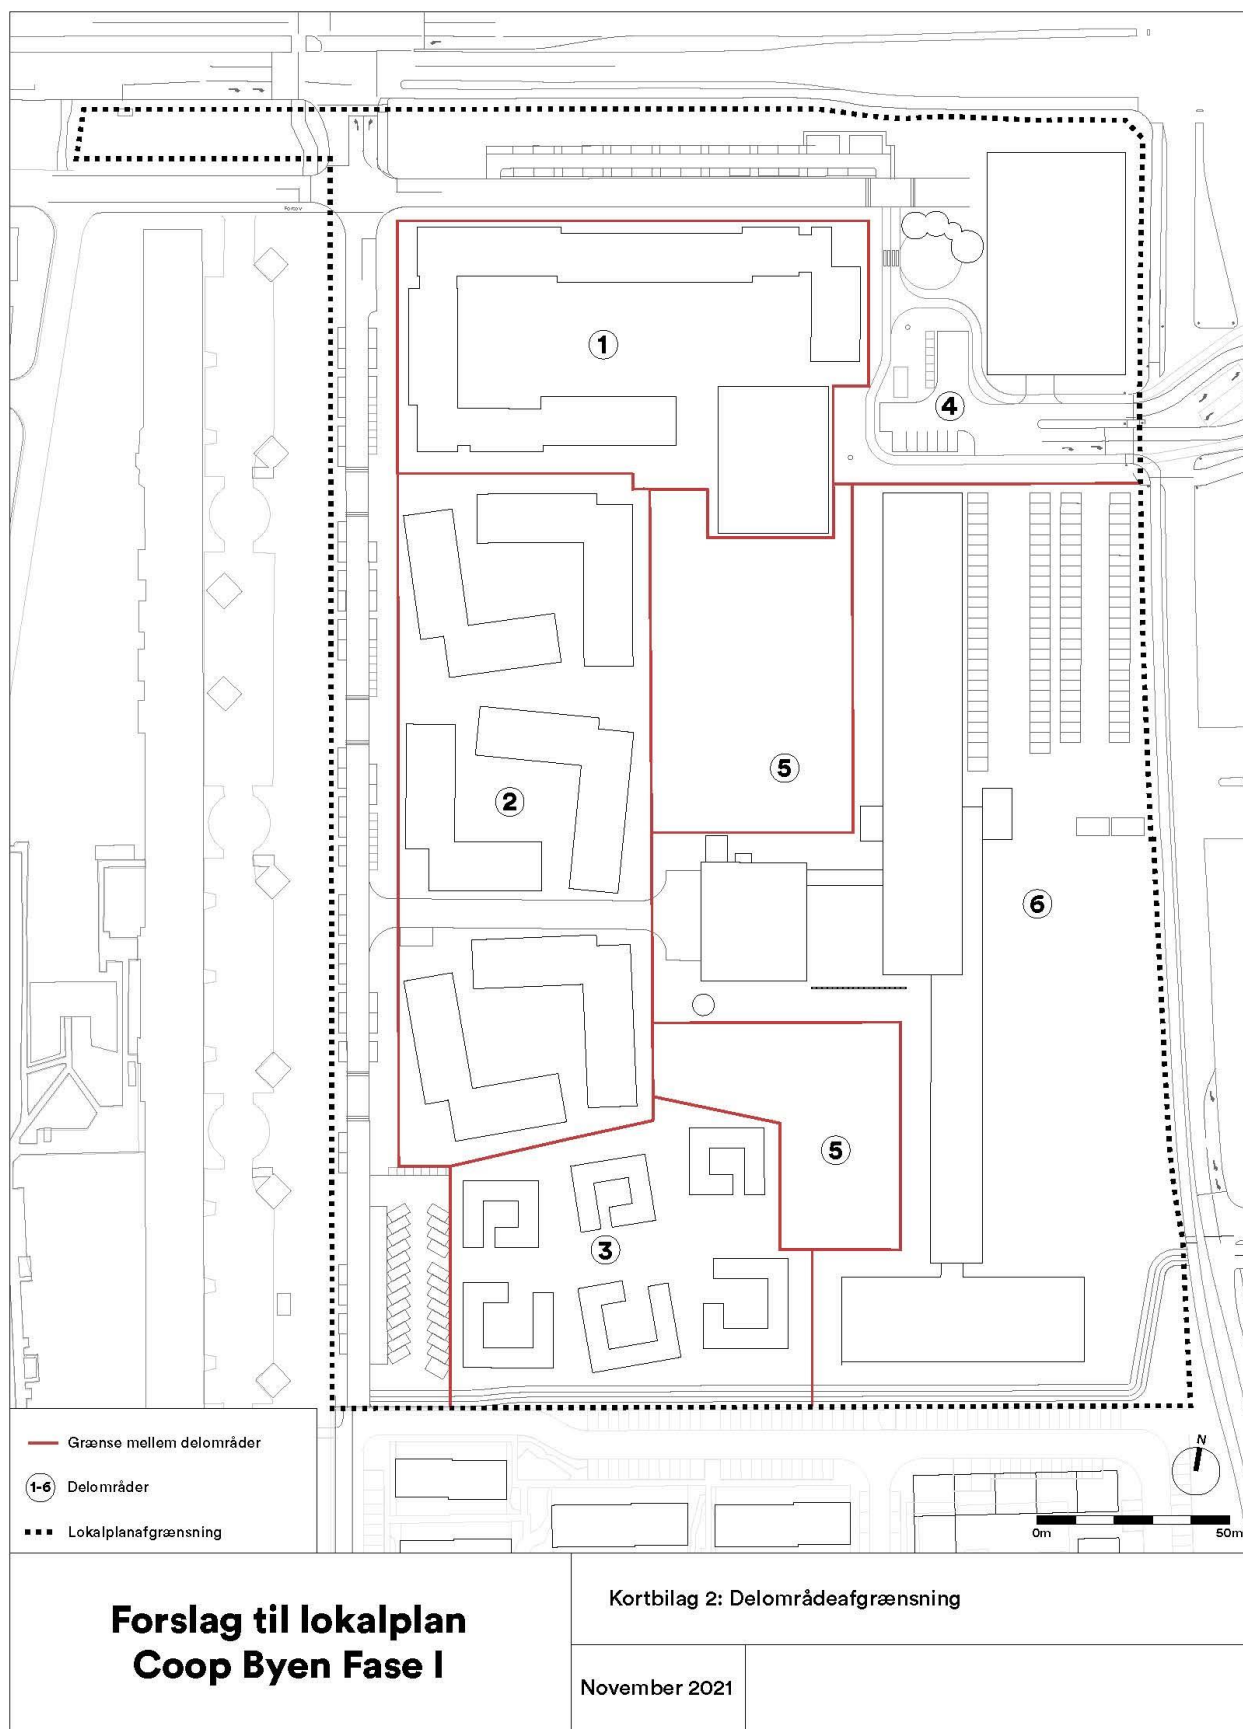 1
4
5
2
6
5
3
Grænse mellem delområder
1-6 Delområder
Lokalplanafgrænsning
N
0m 50m
Forslag til lokalplan
Coop Byen Fase I
Kortbilag 2: Delområdeafgrænsning
November 2021